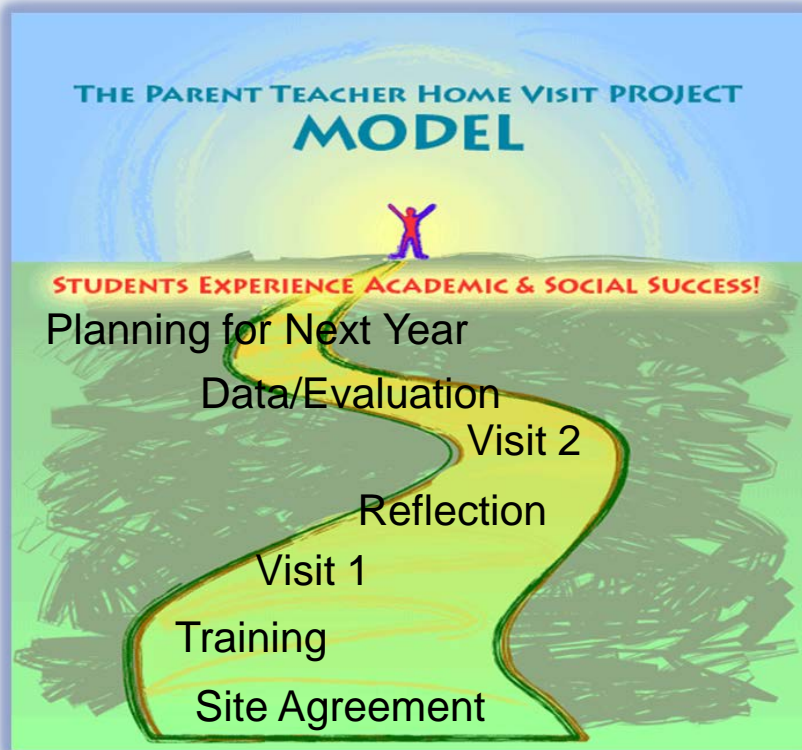 THE PARENT TEACHER HOME VISIT PROJECT
MODEL
STUDENTS EXPERIENCE ACADEMIC & SOCIAL SUCCESS!
Planning for Next Year
Data/Evaluation
Visit 2
Reflection
Visit 1
Training
Site Agreement